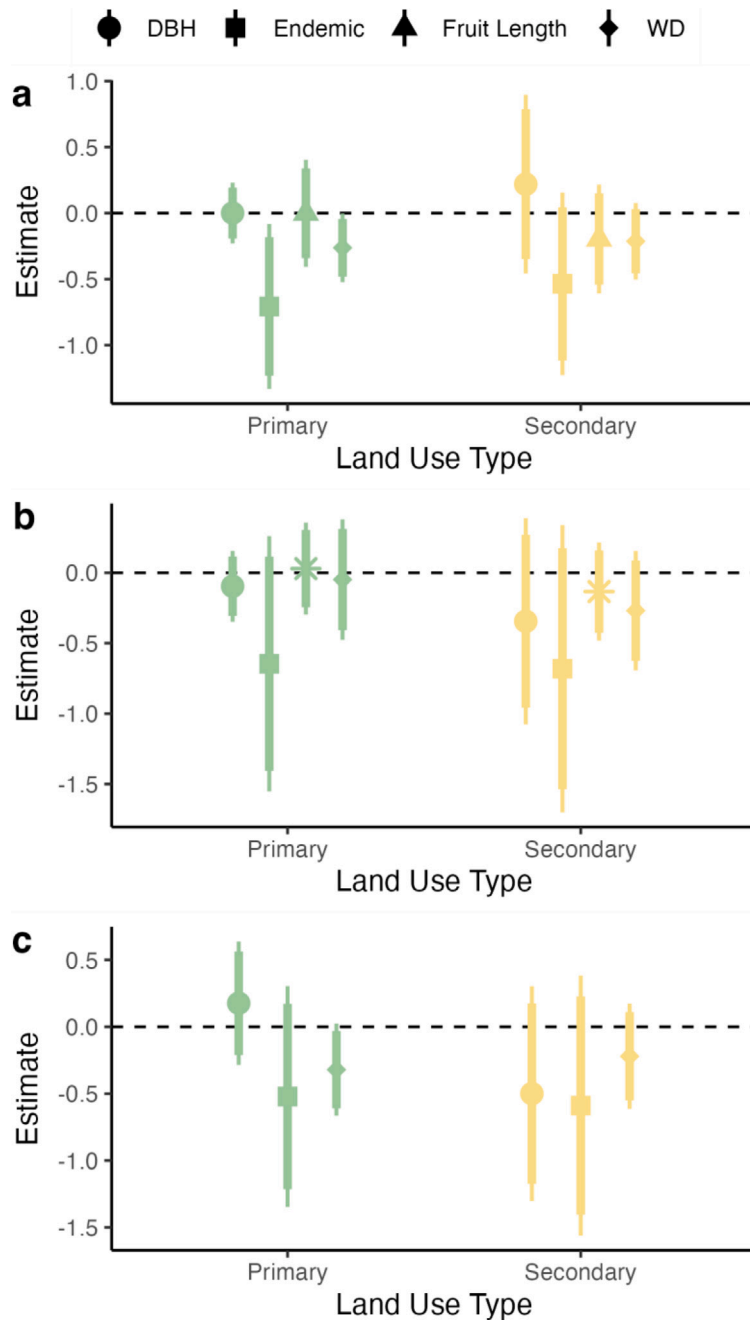 DBH Endemic Fruit Length WD
a
1.0
0.5
0.0
-0.5
-1.0
Estimate
Primary Secondary
Land Use Type
b
0.0
-0.5
-1.0
-1.5
Estimate
Primary Secondary
Land Use Type
c
0.5
0.0
-0.5
-1.0
-1.5
Estimate
Primary Secondary
Land Use Type